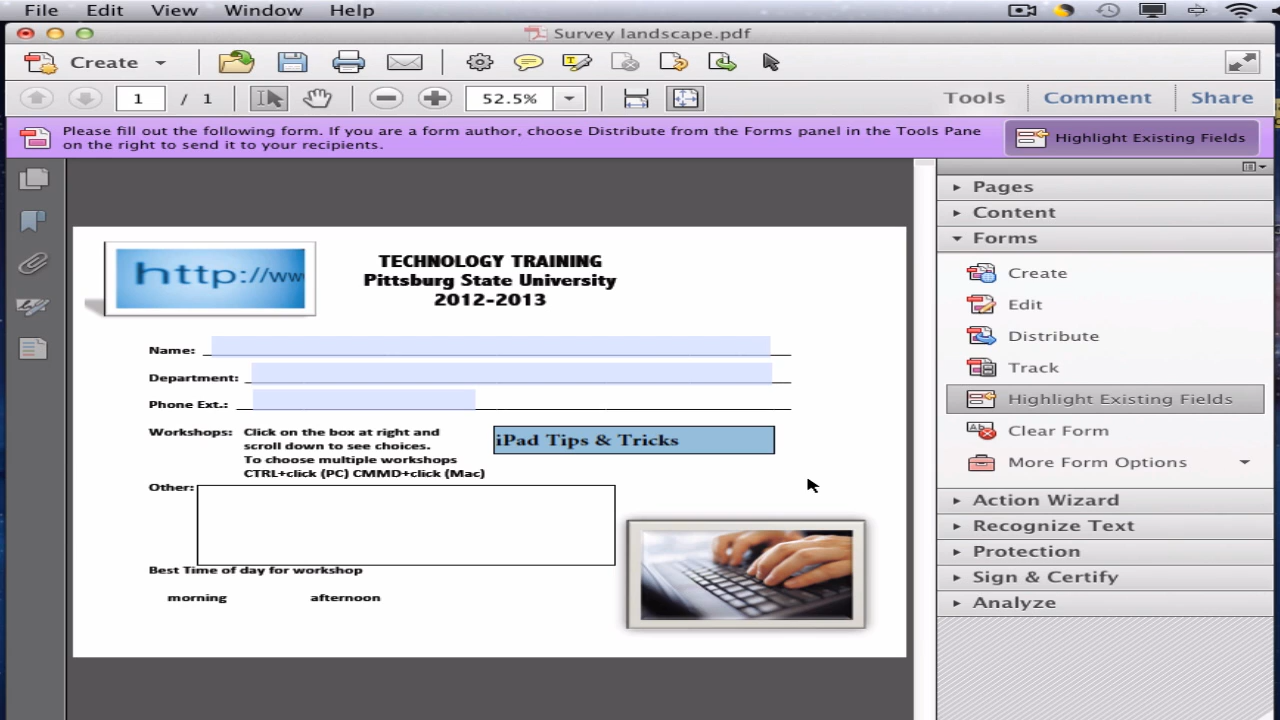 File Edit View Window Help
Survey landscape.pdf
Create
1 / 1 52.5% Tools Comment Share
Please fill out the following form. If you are a form author, choose Distribute from the Forms panel in the Tools Pane
on the right to send it to your recipients.
Highlight Existing Fields
http://ww
TECHNOLOGY TRAINING
Pittsburg State University
2012-2013
Name:
Department:
Phone Ext.:
Workshops: Click on the box at right and
scroll down to see choices.
To choose multiple workshops
CTRL+click (PC) CMMD+click (Mac)
iPad Tips & Tricks
Other:
Best Time of day for workshop
morning afternoon
Pages
Content
Forms
Create
Edit
Distribute
Track
Highlight Existing Fields
Clear Form
More Form Options
Action Wizard
Recognize Text
Protection
Sign & Certify
Analyze